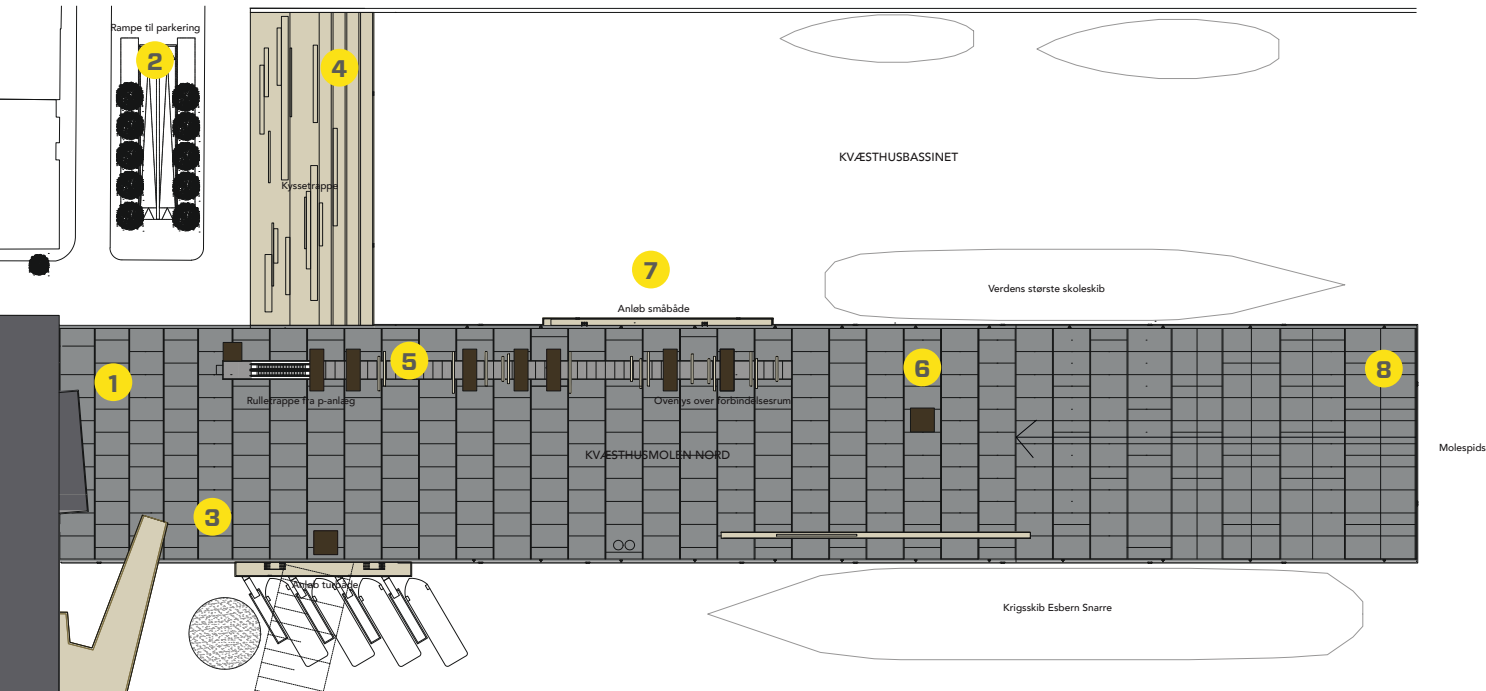 Rampe til parkering
2
4
KVÆSTHUSBASSINET
Kyssetrappe
7
Verdens største skoleskib
Anløb småbåde
1
5
6
8
Rulletrappe fra p-anlæg
Ovenlys over forbindelsesrum
KVÆSTHUSMOLEN NORD
Molespids
3
Anløb turbåde
Krigsskib Esbern Snarre